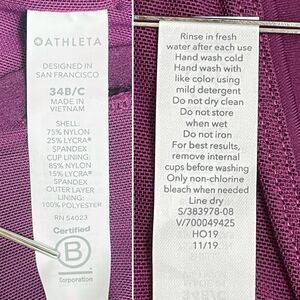 ATHLETA
DESIGNED IN
SAN FRANCISCO
34B/C
MADE IN
VIETNAM
SHELL:
75% NYLON
25% LYCRA®
SPANDEX
CUP LINING:
85% NYLON
15% LYCRA®
SPANDEX
OUTER LAYER
LINING:
100% POLYESTER
RN 54023
Certified
B
Corporation
Rinse in fresh
water after each use
Hand wash cold
Hand wash with
like color using
mild detergent
Do not dry clean
Do not store
when wet
Do not iron
For best results,
remove internal
cups before washing
Only non-chlorine
bleach when needed
Line dry
S/383978-08
V/700049425
HO19
11/19